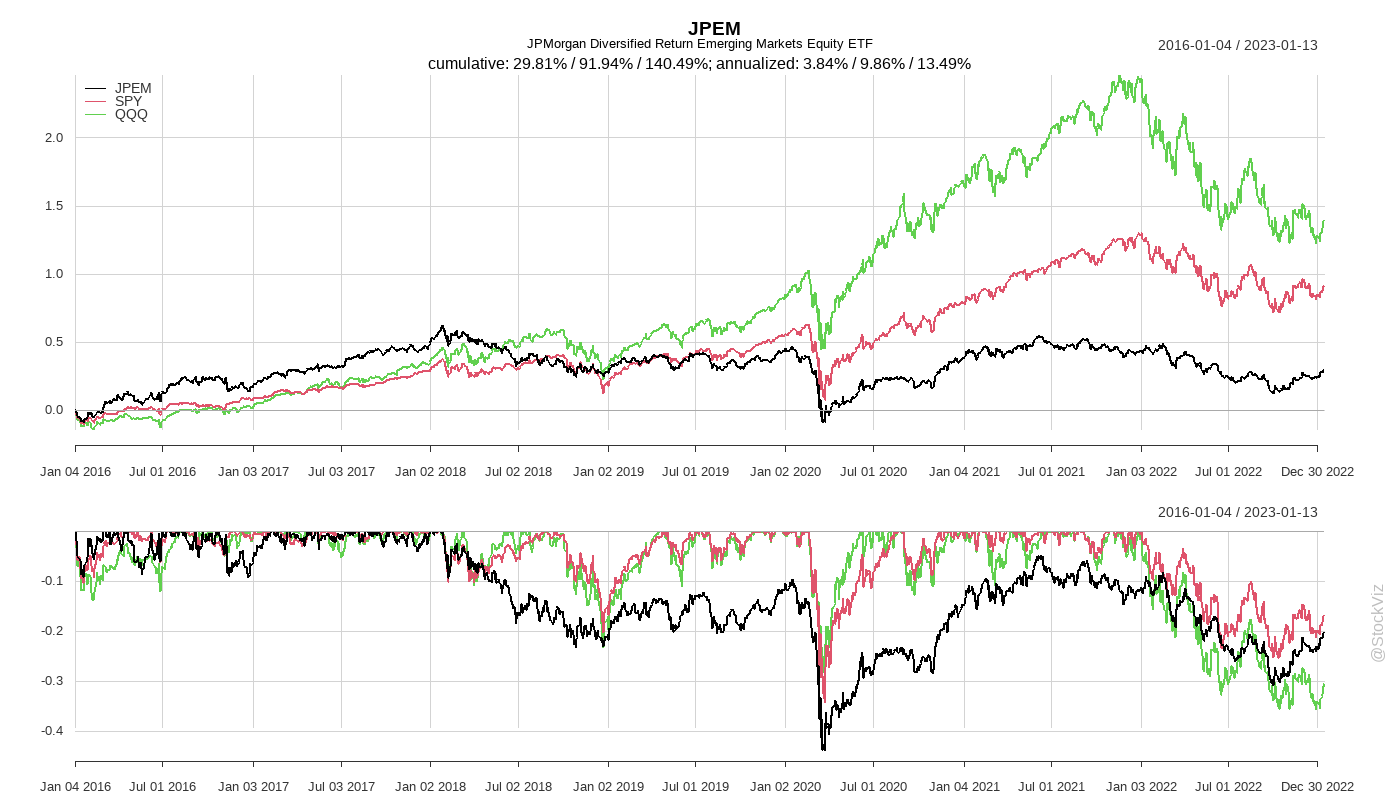 JPEM
JPMorgan Diversified Return Emerging Markets Equity ETF
2016-01-04 / 2023-01-13
cumulative: 29.81% / 91.94% / 140.49%; annualized: 3.84% / 9.86% / 13.49%
JPEM
SPY
QQQ
2.0
1.5
1.0
0.5
0.0
Jan 04 2016 Jul 01 2016 Jan 03 2017 Jul 03 2017 Jan 02 2018 Jul 02 2018 Jan 02 2019 Jul 01 2019 Jan 02 2020 Jul 01 2020 Jan 04 2021 Jul 01 2021 Jan 03 2022 Jul 01 2022 Dec 30 2022
2016-01-04 / 2023-01-13
-0.1
-0.2
-0.3
-0.4
Jan 04 2016 Jul 01 2016 Jan 03 2017 Jul 03 2017 Jan 02 2018 Jul 02 2018 Jan 02 2019 Jul 01 2019 Jan 02 2020 Jul 01 2020 Jan 04 2021 Jul 01 2021 Jan 03 2022 Jul 01 2022 Dec 30 2022
@StockViz